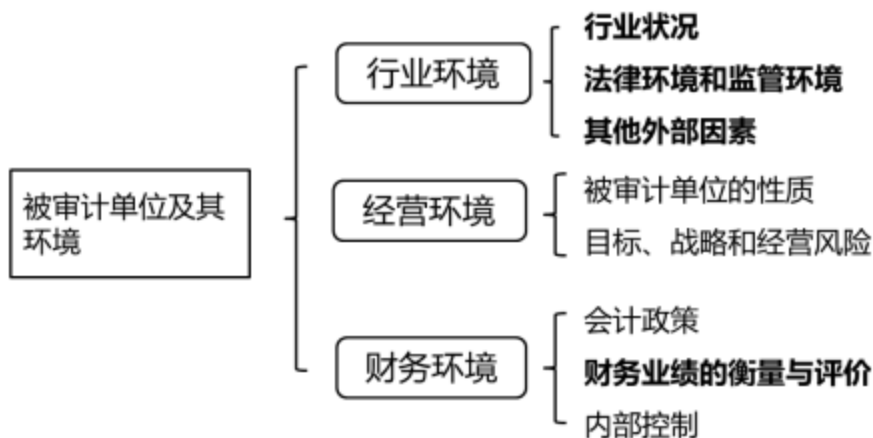 被审计单位及其
环境
行业环境
行业状况
法律环境和监管环境
其他外部因素
经营环境
被审计单位的性质
目标、战略和经营风险
财务环境
会计政策
财务业绩的衡量与评价
内部控制